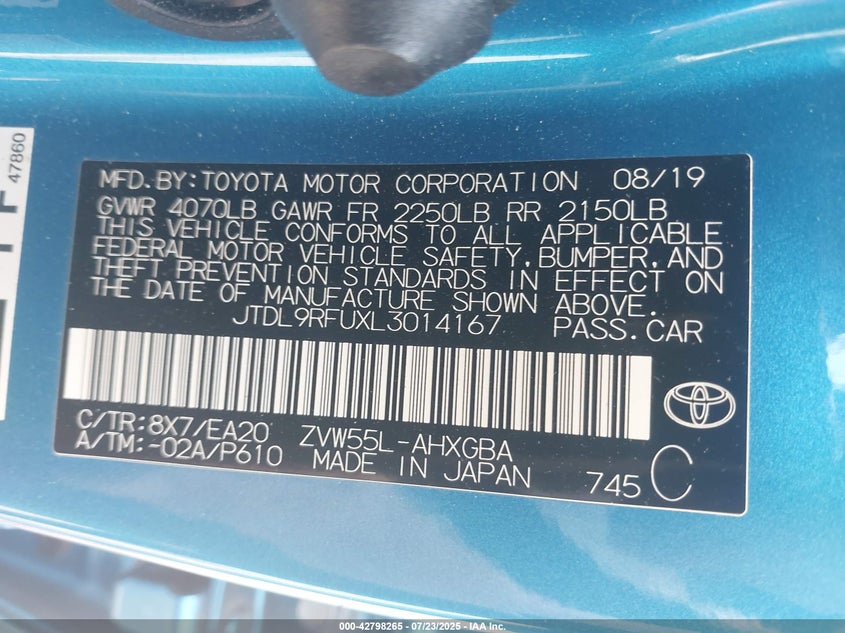 47860
MFD.BY:TOYOTA MOTOR CORPORATION 08/19
GVWR 4070LB GAWR FR 2250LB RR 2150LB
THIS VEHICLE CONFORMS TO ALL APPLICABLE
FEDERAL MOTOR VEHICLE SAFETY,BUMPER,AND
THEFT PREVENTION STANDARDS IN EFFECT ON
THE DATE OF MANUFACTURE SHOWN ABOVE.
JTDL9RFUXL3014167 PASS.CAR
C/TR:8X7/EA20 ZVW55L-AHXGBA
A/TM:-02A/P610 MADE IN JAPAN
745 C
000-42798265 - 07/23/2025 - IAA, Inc.